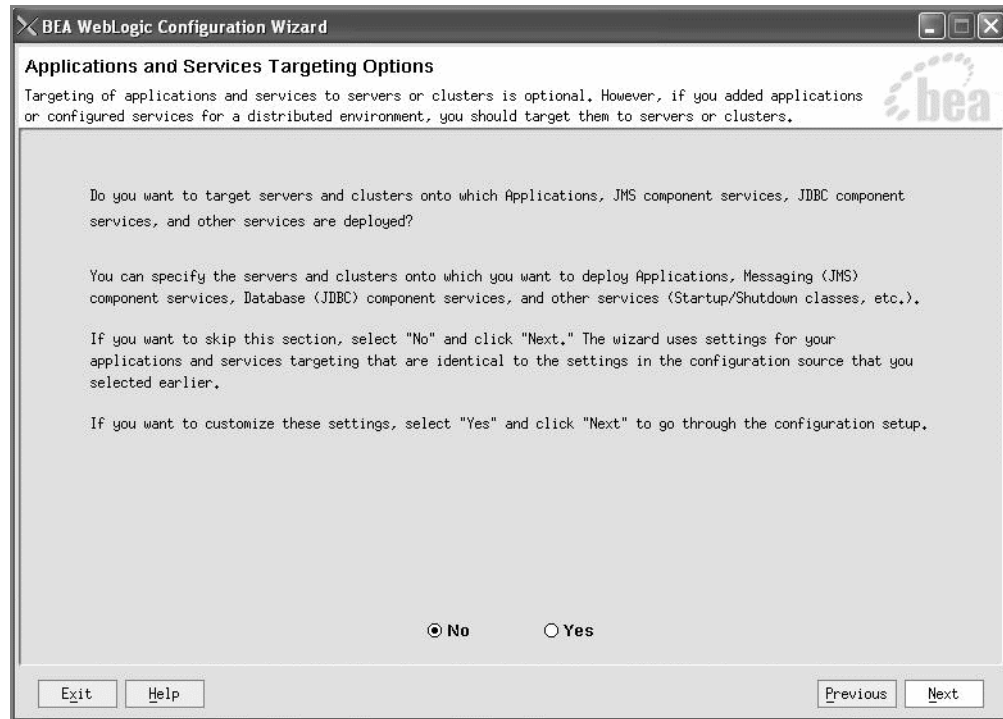 BEA WebLogic Configuration Wizard
Applications and Services Targeting Options
Targeting of applications and services to servers or clusters is optional. However, if you added applications
or configured services for a distributed environment, you should target them to servers or clusters.
bea
Do you want to target servers and clusters onto which Applications, JMS component services, JDBC component
services, and other services are deployed?
You can specify the servers and clusters onto which you want to deploy Applications, Messaging (JMS)
component services, Database (JDBC) component services, and other services (Startup/Shutdown classes, etc.).
If you want to skip this section, select "No" and click "Next." The wizard uses settings for your
applications and services targeting that are identical to the settings in the configuration source that you
selected earlier.
If you want to customize these settings, select "Yes" and click "Next" to go through the configuration setup.
No Yes
Exit Help Previous Next